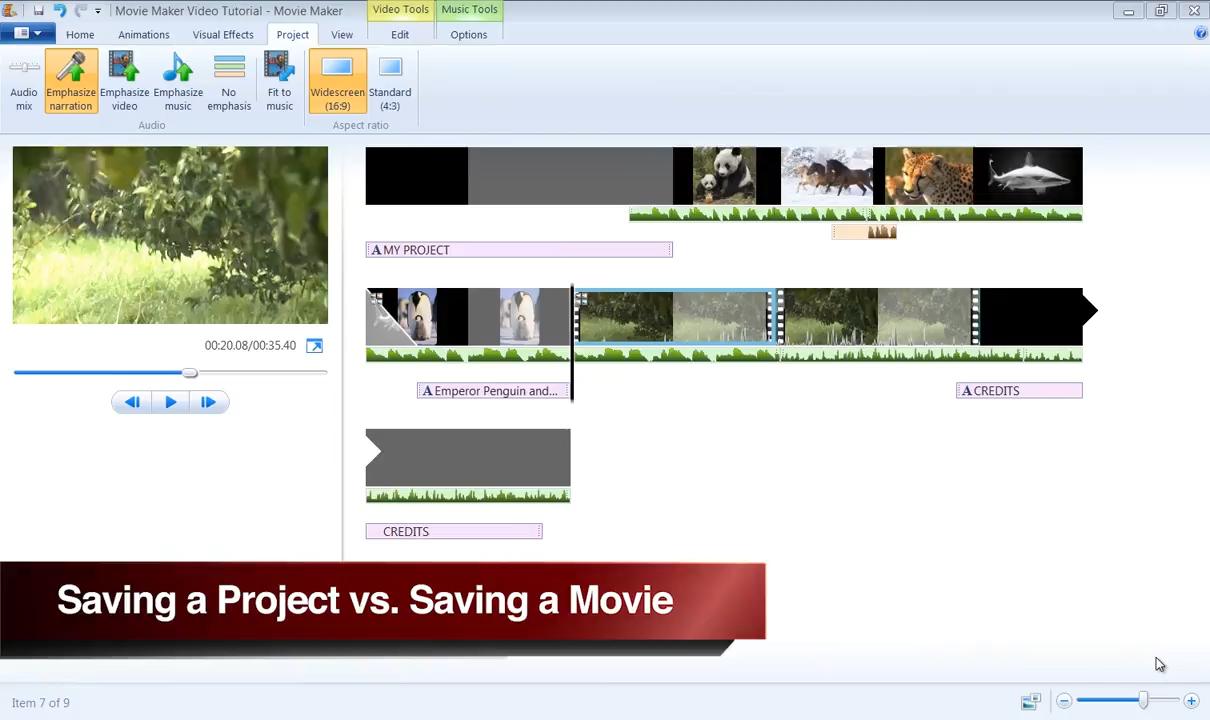 Movie Maker Video Tutorial - Movie Maker
Video Tools
Music Tools
Home
Animations
Visual Effects
Project
View
Edit
Options
Audio
mix
Emphasize
narration
Emphasize
video
Emphasize
music
No
emphasis
Fit to
music
Widescreen
(16:9)
Standard
(4:3)
Audio
Aspect ratio
A MY PROJECT
00:20.08/00:35.40
A Emperor Penguin and...
A CREDITS
CREDITS
Saving a Project vs. Saving a Movie
Item 7 of 9